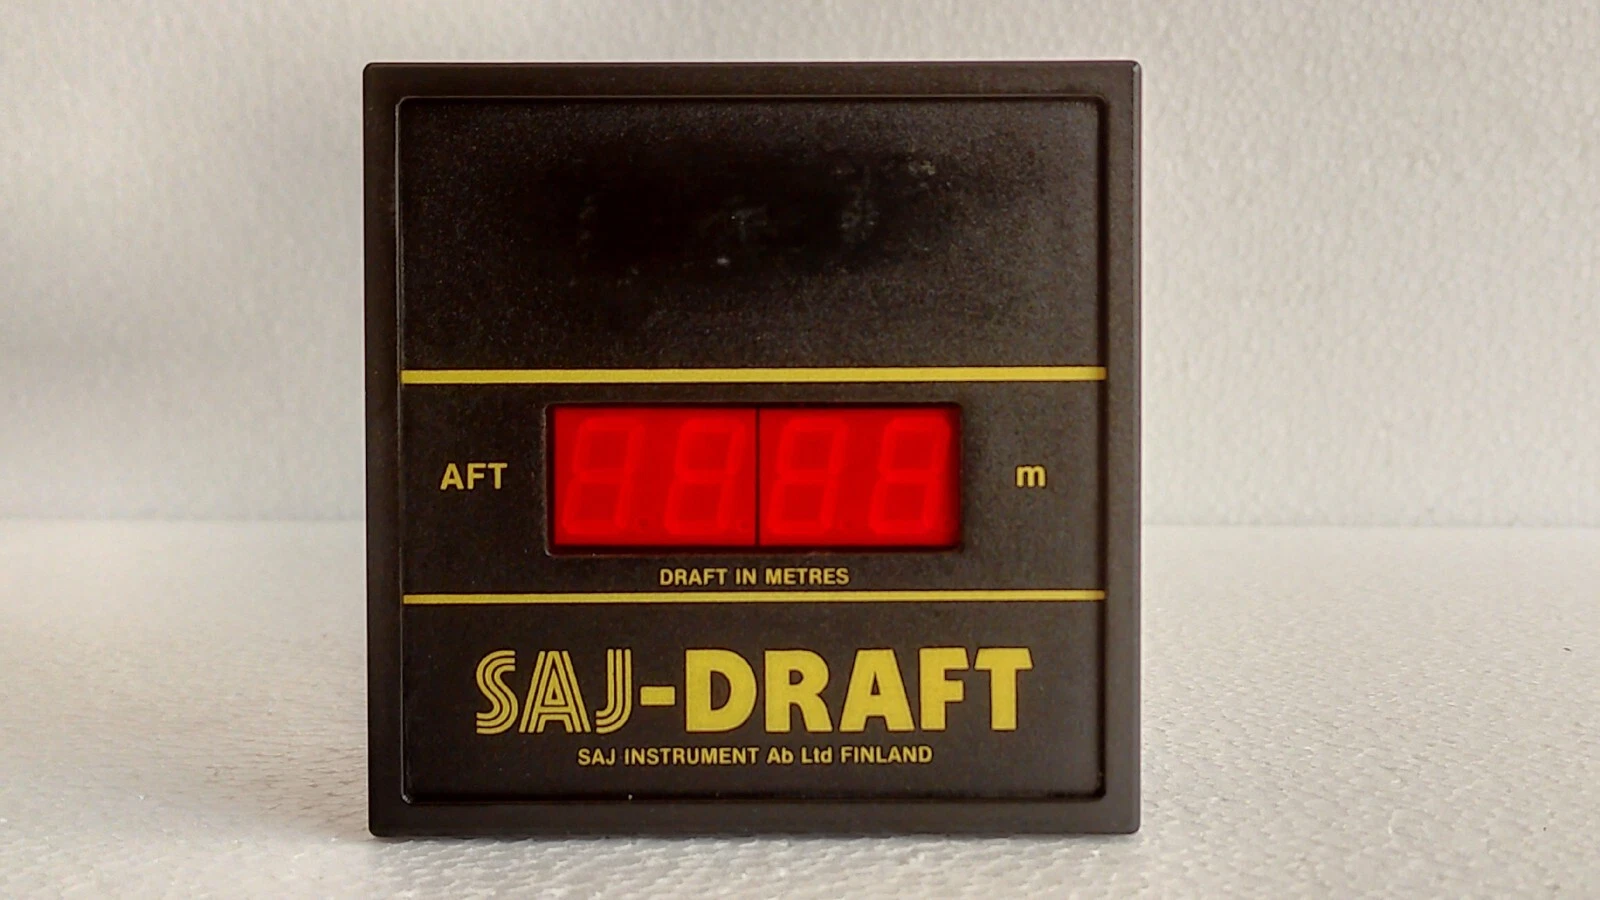 AFT
m
DRAFT IN METRES
SAJ-DRAFT
SAJ INSTRUMENT Ab Ltd FINLAND